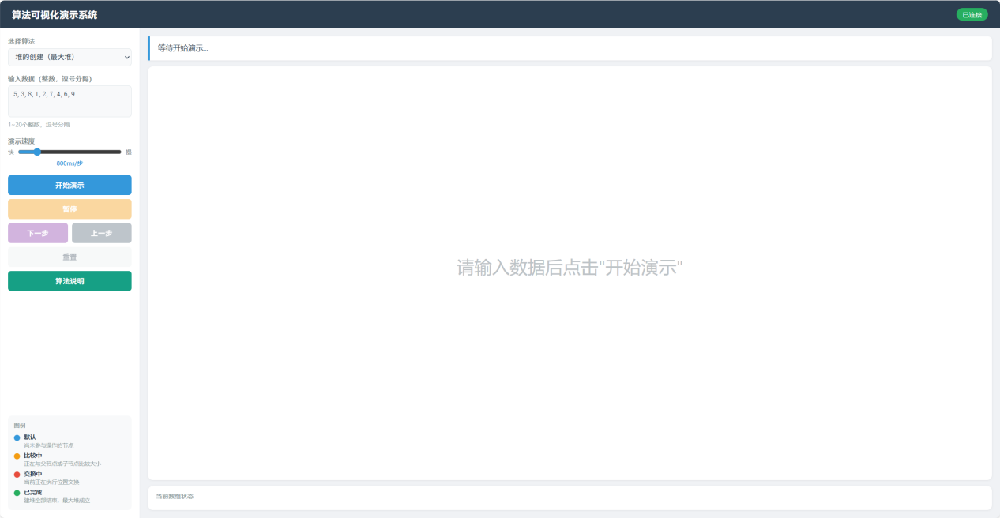 算法可视化演示系统
已连接
选择算法
堆的创建（最大堆）
输入数据（整数，逗号分隔）
5,3,8,1,2,7,4,6,9
1-20个整数，逗号分隔
演示速度
快
慢
800ms/步
开始演示
暂停
下一步
上一步
重置
算法说明
图例
默认
尚未参与操作的节点
比较中
正在与父节点或子节点比较大小
交换中
当前正在执行位置交换
已完成
建堆全部结束，最大堆成立
等待开始演示...
请输入数据后点击"开始演示"
当前数组状态